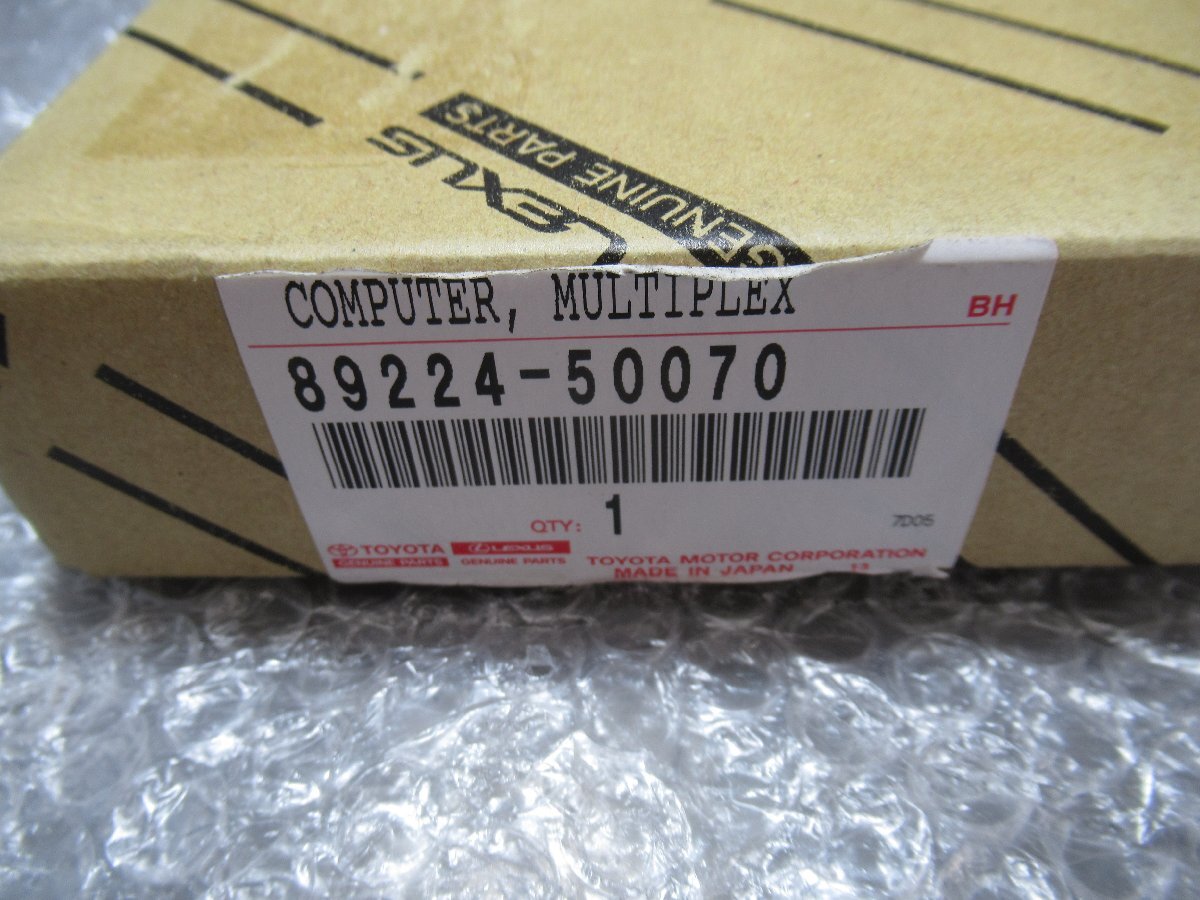 GENUINE PARTS
LEXUS
COMPUTER, MULTIPLEX
BH
89224-50070
QTY: 1
7D05
TOYOTA
GENUINE PARTS
LEXUS
GENUINE PARTS
TOYOTA MOTOR CORPORATION
MADE IN JAPAN 13